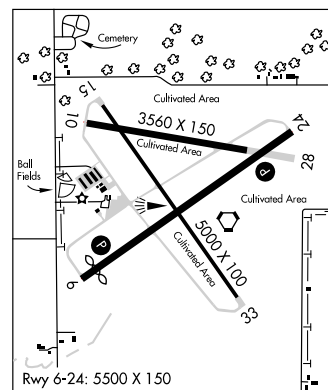 Cemetery
Cultivated Area
15
10
3560 X 150
Cultivated Area
24
28
P
Ball
Fields
Cultivated Area
5000 X 100
Cultivated Area
P
6
33
Rwy 6-24: 5500 X 150